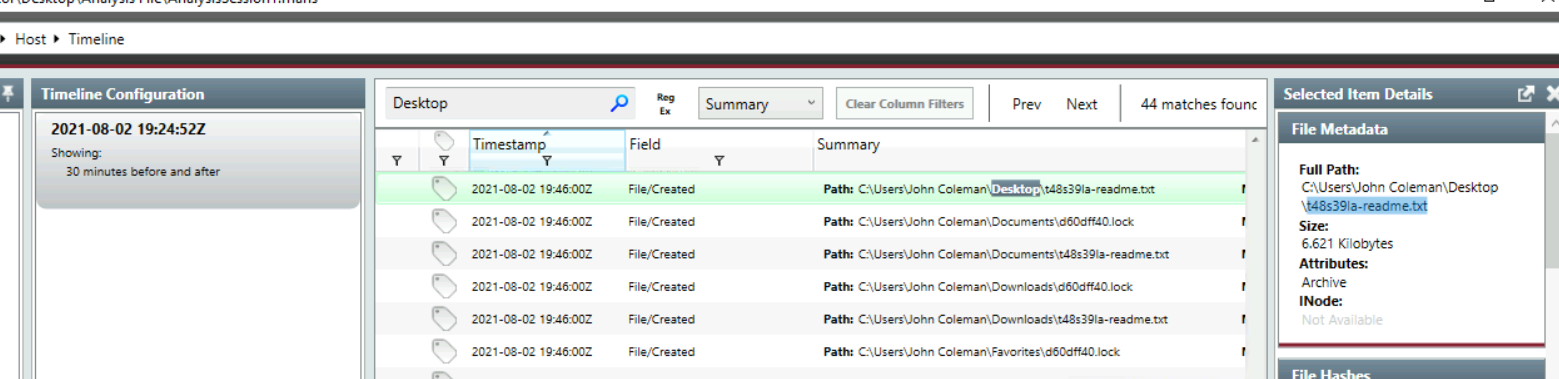 Host Timeline
Timeline Configuration
2021-08-02 19:24:52Z
Showing:
30 minutes before and after
Desktop
Reg
Ex
Summary
Clear Column Filters
Prev
Next
44 matches found
Timestamp
Field
Summary
2021-08-02 19:46:00Z File/Created Path: C:\Users\John Coleman\Desktop\t48s39la-readme.txt
2021-08-02 19:46:00Z File/Created Path: C:\Users\John Coleman\Documents\d60dff40.lock
2021-08-02 19:46:00Z File/Created Path: C:\Users\John Coleman\Documents\t48s39la-readme.txt
2021-08-02 19:46:00Z File/Created Path: C:\Users\John Coleman\Downloads\d60dff40.lock
2021-08-02 19:46:00Z File/Created Path: C:\Users\John Coleman\Downloads\t48s39la-readme.txt
2021-08-02 19:46:00Z File/Created Path: C:\Users\John Coleman\Favorites\d60dff40.lock
Selected Item Details
File Metadata
Full Path:
C:\Users\John Coleman\Desktop
\t48s39la-readme.txt
Size:
6.621 Kilobytes
Attributes:
Archive
INode:
Not Available
File Hashes